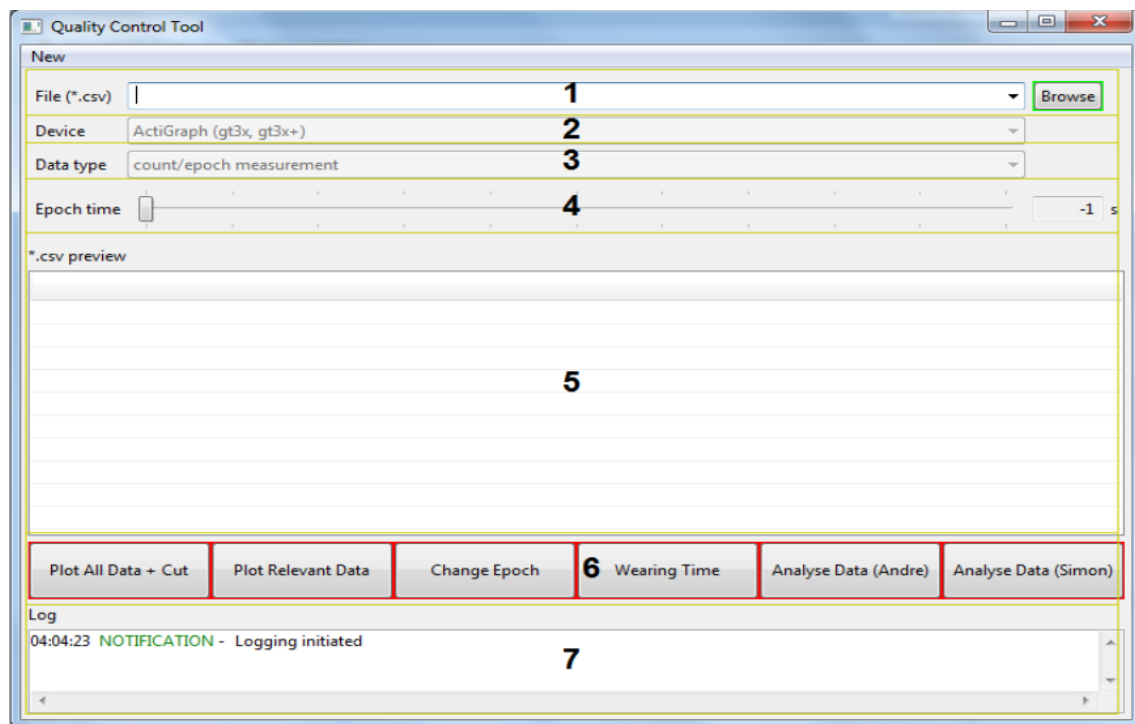 Quality Control Tool
New
File (*.csv) 1 Browse
Device ActiGraph (gt3x, gt3x+) 2
Data type count/epoch measurement 3
Epoch time 4 -1 s
*.csv preview
5
Plot All Data + Cut Plot Relevant Data Change Epoch 6 Wearing Time Analyse Data (Andre) Analyse Data (Simon)
Log
04:04:23 NOTIFICATION - Logging initiated
7